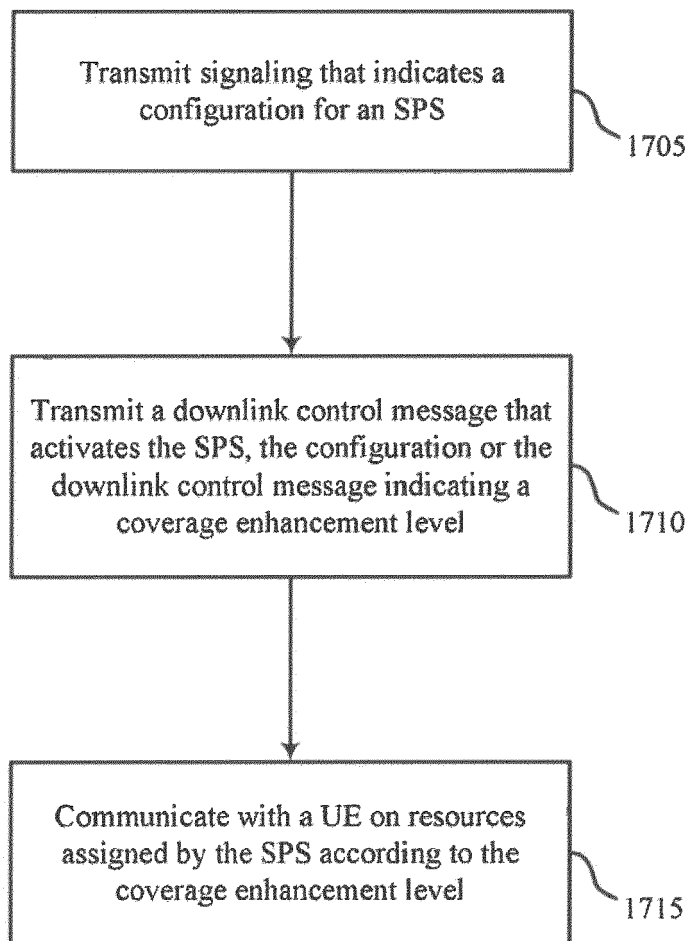 Transmit signaling that indicates a
configuration for an SPS
1705
Transmit a downlink control message that
activates the SPS, the configuration or the
downlink control message indicating a
coverage enhancement level
1710
Communicate with a UE on resources
assigned by the SPS according to the
coverage enhancement level
1715